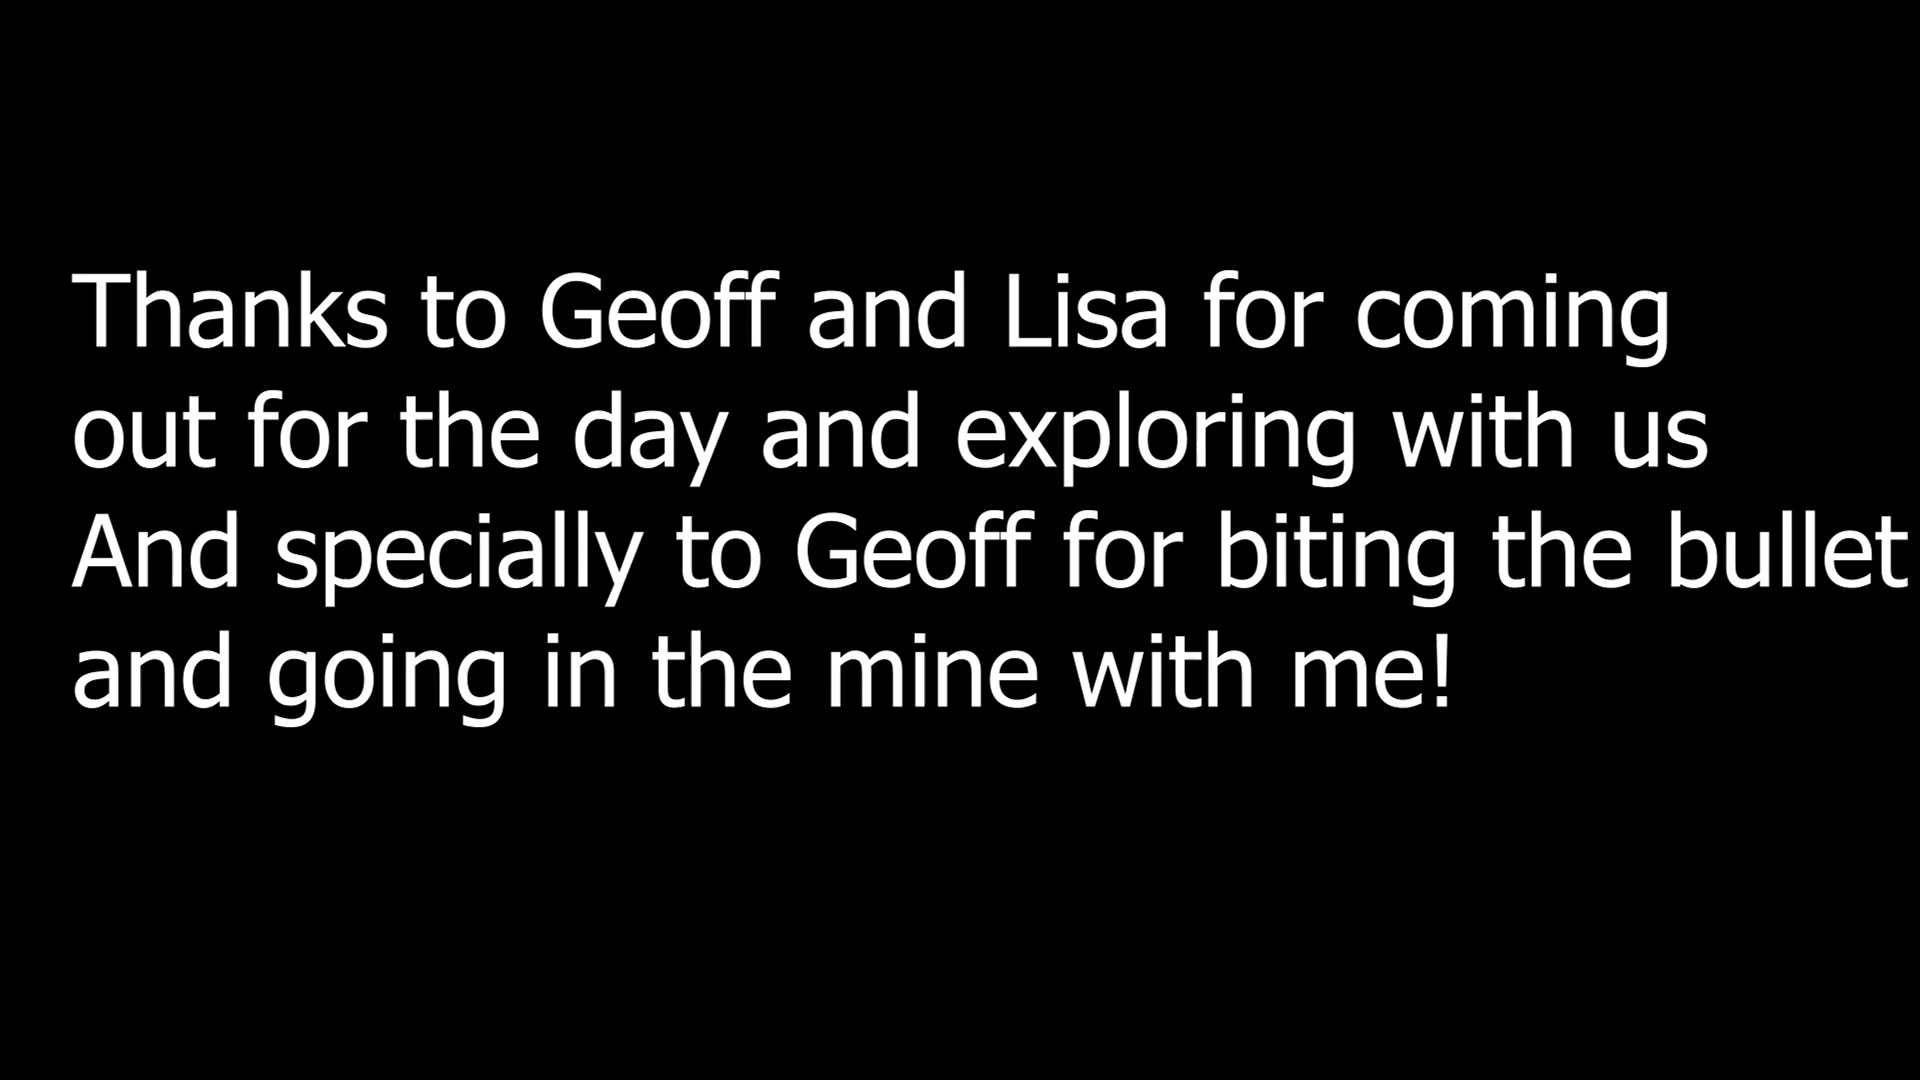 Thanks to Geoff and Lisa for coming
out for the day and exploring with us
And specially to Geoff for biting the bullet
and going in the mine with me!